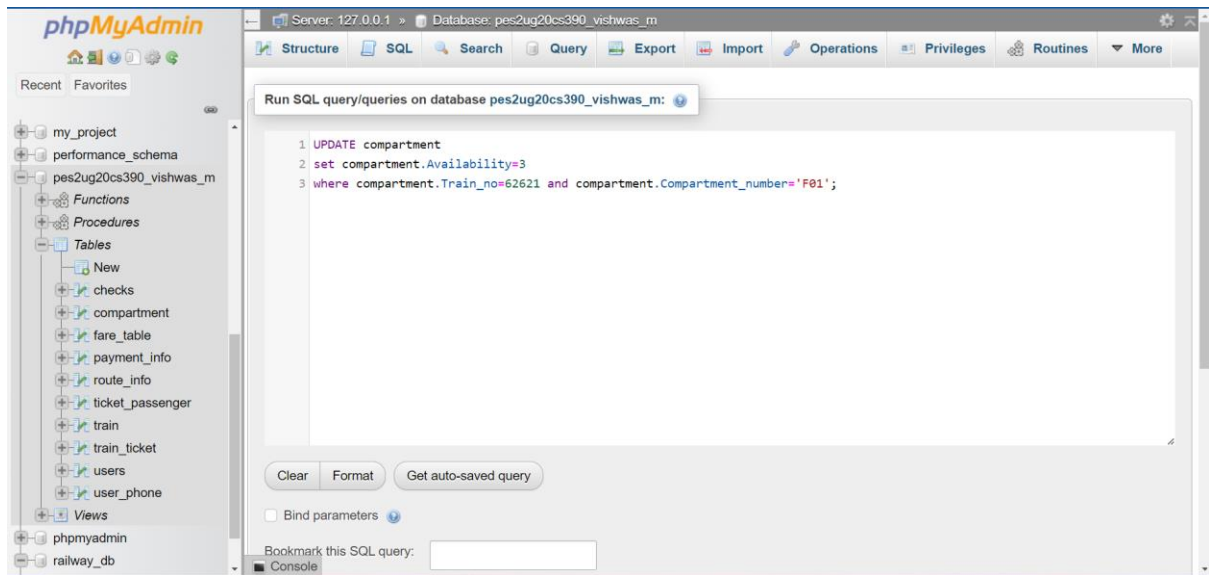 phpMyAdmin
Recent Favorites
my_project
performance_schema
pes2ug20cs390_vishwas_m
Functions
Procedures
Tables
New
checks
compartment
fare_table
payment_info
route_info
ticket_passenger
train
train_ticket
users
user_phone
Views
phpmyadmin
railway_db
Server: 127.0.0.1 » Database: pes2ug20cs390_vishwas_m
Structure SQL Search Query Export Import Operations Privileges Routines More
Run SQL query/queries on database pes2ug20cs390_vishwas_m:
1 UPDATE compartment
2 set compartment.Availability=3
3 where compartment.Train_no=62621 and compartment.Compartment_number='F01';
Clear Format Get auto-saved query
Bind parameters
Bookmark this SQL query:
Console